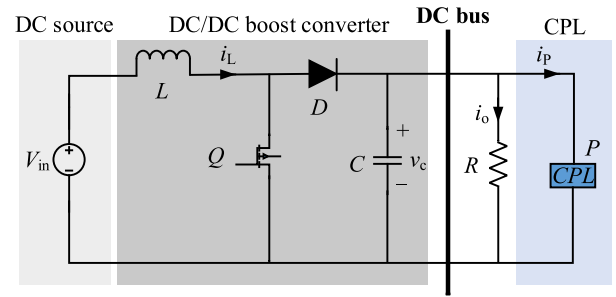 DC source
DC/DC boost converter
DC bus
CPL
L
iL
D
iP
Vin
+
−
Q
C
+
vc
−
io
R
P
CPL